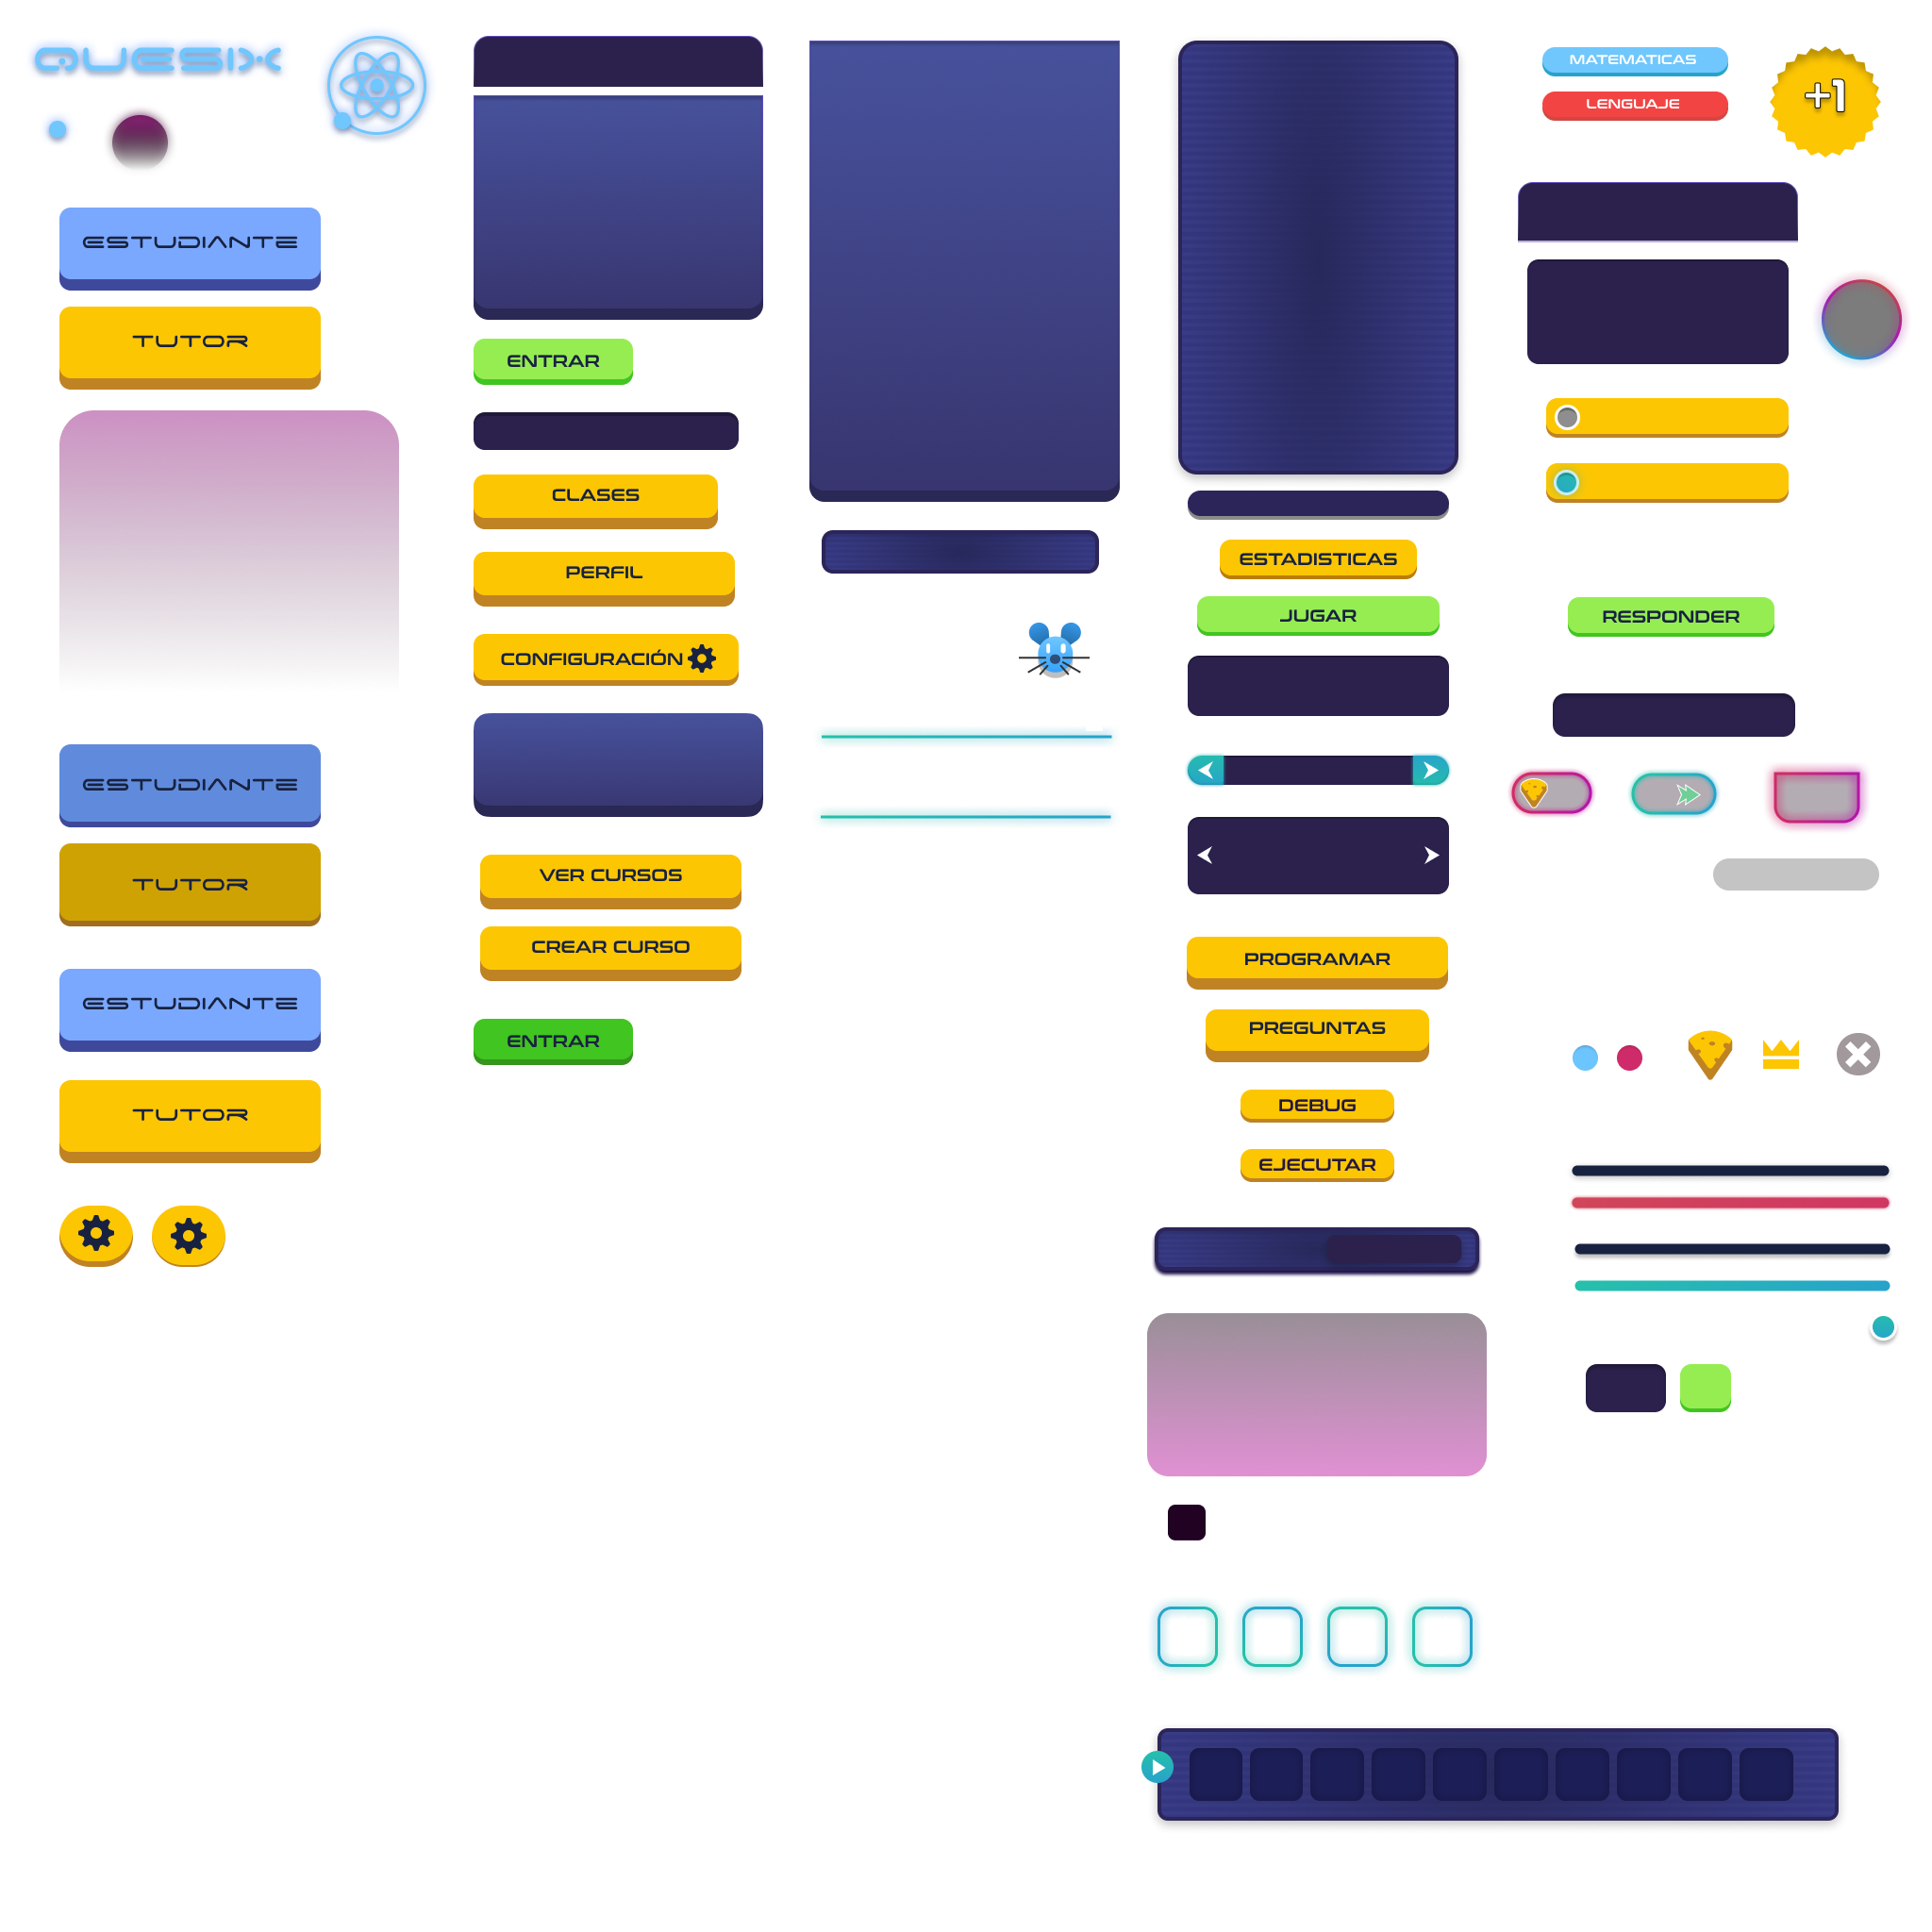 QUESIX
ESTUDIANTE
TUTOR
ESTUDIANTE
TUTOR
ESTUDIANTE
TUTOR
ENTRAR
CLASES
PERFIL
CONFIGURACIÓN
VER CURSOS
CREAR CURSO
ENTRAR
ESTADISTICAS
JUGAR
PROGRAMAR
PREGUNTAS
DEBUG
EJECUTAR
MATEMATICAS
LENGUAJE
+1
RESPONDER